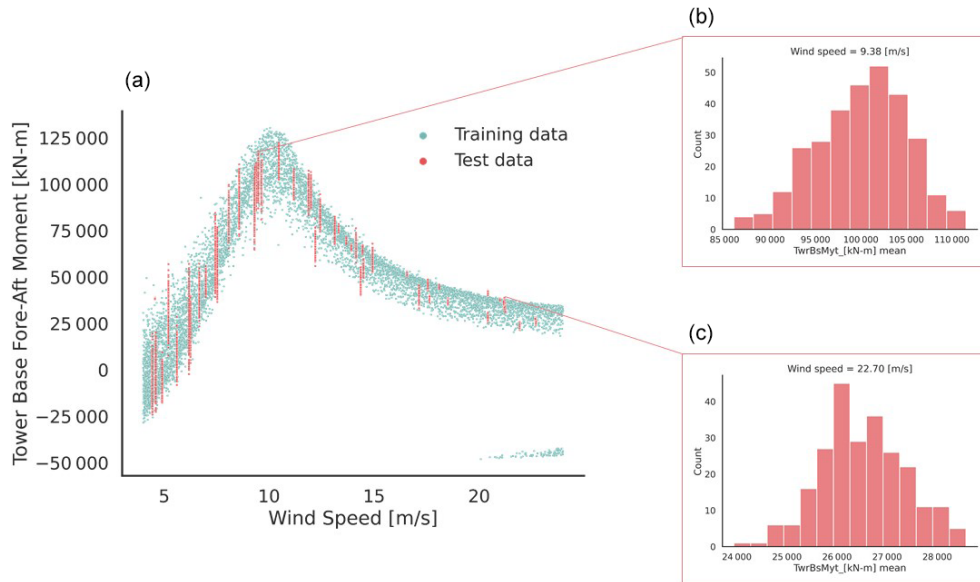 (a)
Tower Base Fore-Aft Moment [kN-m]
125 000
100 000
75 000
50 000
25 000
0
−25 000
−50 000
5 10 15 20
Wind Speed [m/s]
Training data
Test data
(b)
Wind speed = 9.38 [m/s]
Count
50
40
30
20
10
0
85 000 90 000 95 000 100 000 105 000 110 000
TwrBsMyt_[kN-m] mean
(c)
Wind speed = 22.70 [m/s]
Count
40
30
20
10
0
24 000 25 000 26 000 27 000 28 000
TwrBsMyt_[kN-m] mean